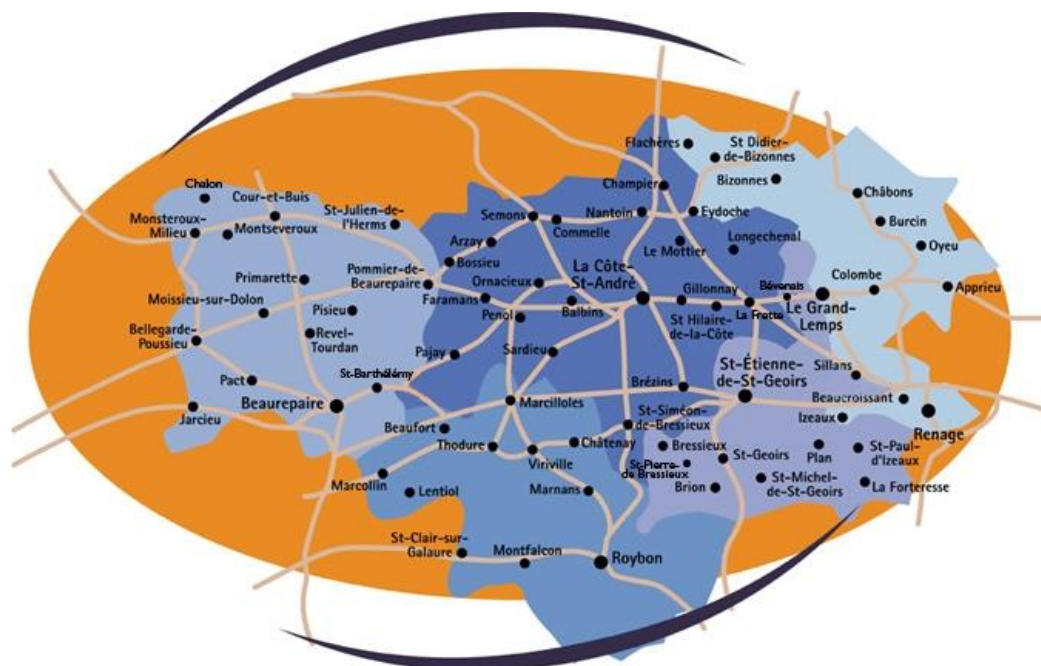 Flachères
St Didier-
de-Bizonnes
Bizonnes
Chalon
Champier
Châbons
Cour-et-Buis
St-Julien-de-
l'Herms
Semons
Commelle
Nantoin
Eydoche
Burcin
Monsteroux-
Milieu
Montseveroux
Arzay
Le Mottier
Longechenal
Oyeu
Bossieu
La Côte-
St-André
Primarette
Pommier-de-
Beaurepaire
Ornacieux
Gillonnay
Bévenais
Colombe
Apprieu
Moissieu-sur-Dolon
Pisieu
Faramans
Penol
Balbins
St Hilaire-
de-la-Côte
La Frette
Le Grand-
Lemps
Bellegarde-
Poussieu
Revel-
Tourdan
Pajay
Sardieu
St-Étienne-
de-St-Geoirs
Sillans
Pact
St-Barthélémy
Brézins
Beaucroissant
Jarcieu
Beaurepaire
Marcilloles
St-Siméon-
de-Bressieux
Izeaux
Renage
Beaufort
Thodure
Châtenay
Bressieux
St-Geoirs
Plan
St-Paul-
d'Izeaux
Viriville
St-Pierre-
de Bressieux
Marcollin
Lentiol
Marnans
Brion
St-Michel-
de-St-Geoirs
La Forteresse
St-Clair-sur-
Galaure
Montfalcon
Roybon